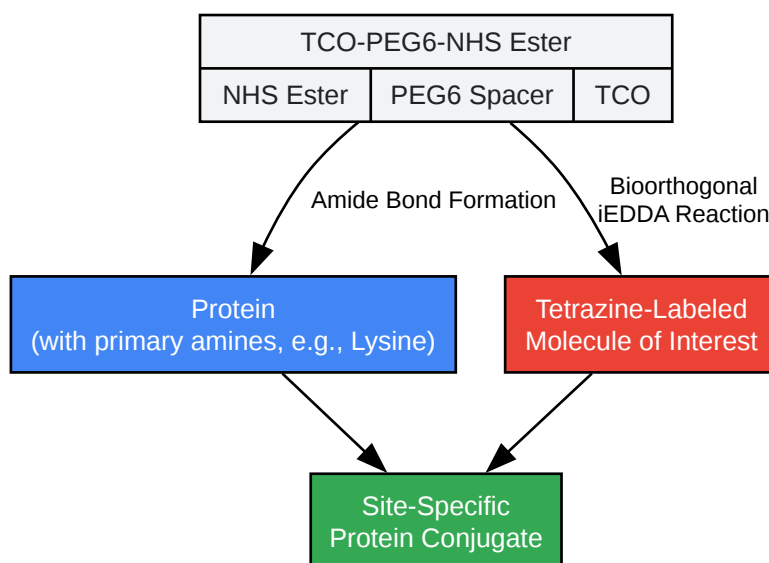 TCO-PEG6-NHS Ester
NHS Ester
PEG6 Spacer
TCO
Amide Bond Formation
Bioorthogonal
iEDDA Reaction
Protein
(with primary amines, e.g., Lysine)
Tetrazine-Labeled
Molecule of Interest
Site-Specific
Protein Conjugate